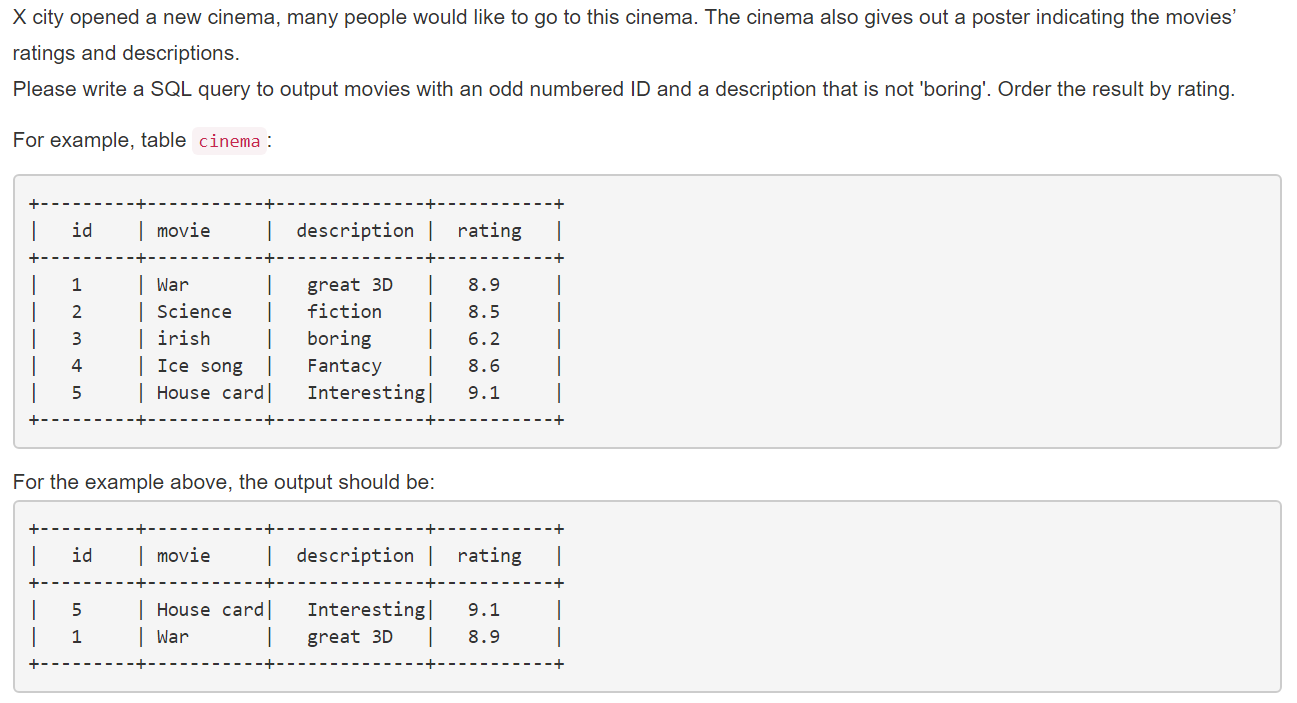 X city opened a new cinema, many people would like to go to this cinema. The cinema also gives out a poster indicating the movies’
ratings and descriptions.
Please write a SQL query to output movies with an odd numbered ID and a description that is not 'boring'. Order the result by rating.
For example, table cinema:
+---------+-----------+--------------+-----------+
|   id    | movie     |  description |  rating   |
+---------+-----------+--------------+-----------+
|   1     | War       |   great 3D   |   8.9     |
|   2     | Science   |   fiction    |   8.5     |
|   3     | irish     |   boring     |   6.2     |
|   4     | Ice song  |   Fantacy    |   8.6     |
|   5     | House card|   Interesting|   9.1     |
+---------+-----------+--------------+-----------+
For the example above, the output should be:
+---------+-----------+--------------+-----------+
|   id    | movie     |  description |  rating   |
+---------+-----------+--------------+-----------+
|   5     | House card|   Interesting|   9.1     |
|   1     | War       |   great 3D   |   8.9     |
+---------+-----------+--------------+-----------+